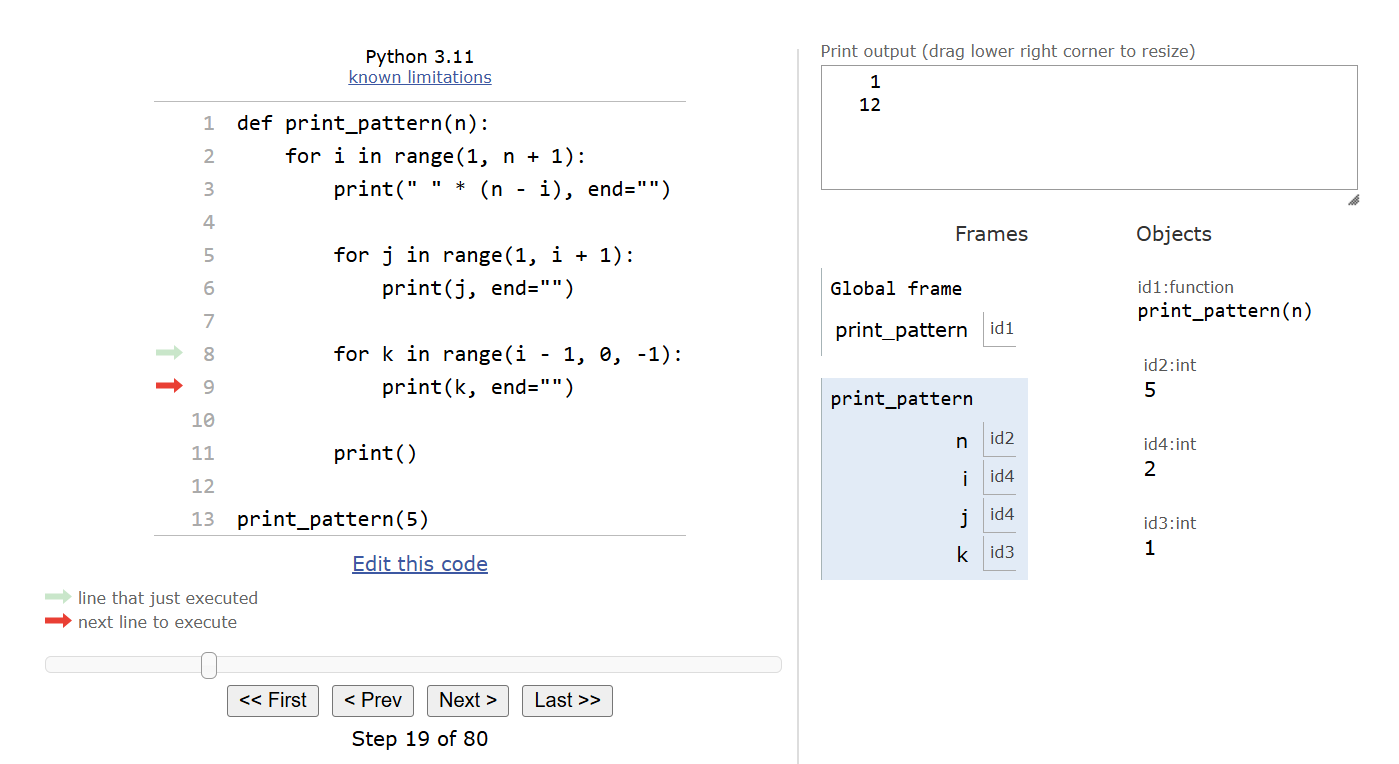 Python 3.11
known limitations
1 def print_pattern(n):
2     for i in range(1, n + 1):
3         print(" " * (n - i), end="")
4
5         for j in range(1, i + 1):
6             print(j, end="")
7
8         for k in range(i - 1, 0, -1):
9             print(k, end="")
10
11         print()
12
13 print_pattern(5)
Edit this code
line that just executed
next line to execute
<< First < Prev Next > Last >>
Step 19 of 80
Print output (drag lower right corner to resize)
    1
   12
Frames Objects
Global frame
print_pattern id1
print_pattern
n id2
i id4
j id4
k id3
id1:function
print_pattern(n)
id2:int
5
id4:int
2
id3:int
1